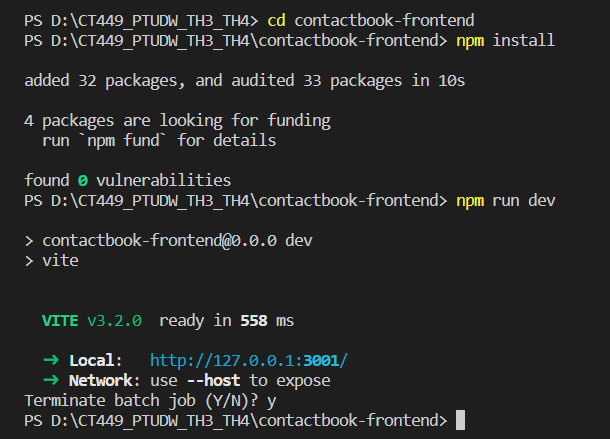 PS D:\CT449_PTUDW_TH3_TH4> cd contactbook-frontend
PS D:\CT449_PTUDW_TH3_TH4\contactbook-frontend> npm install
added 32 packages, and audited 33 packages in 10s
4 packages are looking for funding
run `npm fund` for details
found 0 vulnerabilities
PS D:\CT449_PTUDW_TH3_TH4\contactbook-frontend> npm run dev
> contactbook-frontend@0.0.0 dev
> vite
VITE v3.2.0 ready in 558 ms
➜ Local: http://127.0.0.1:3001/
➜ Network: use --host to expose
Terminate batch job (Y/N)? y
PS D:\CT449_PTUDW_TH3_TH4\contactbook-frontend>